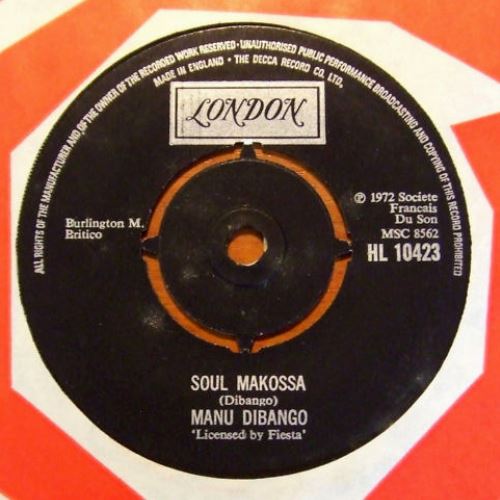 ALL RIGHTS OF THE MANUFACTURER AND OF THE OWNER OF THE RECORDED WORK RESERVED · UNAUTHORISED PUBLIC PERFORMANCE BROADCASTING AND COPYING OF THIS RECORD PROHIBITED
MADE IN ENGLAND · THE DECCA RECORD CO. LTD.
LONDON
Burlington M.
Britico
℗ 1972 Societe
Francais
Du Son
MSC 8562
HL 10423
SOUL MAKOSSA
(Dibango)
MANU DIBANGO
'Licensed by Fiesta'